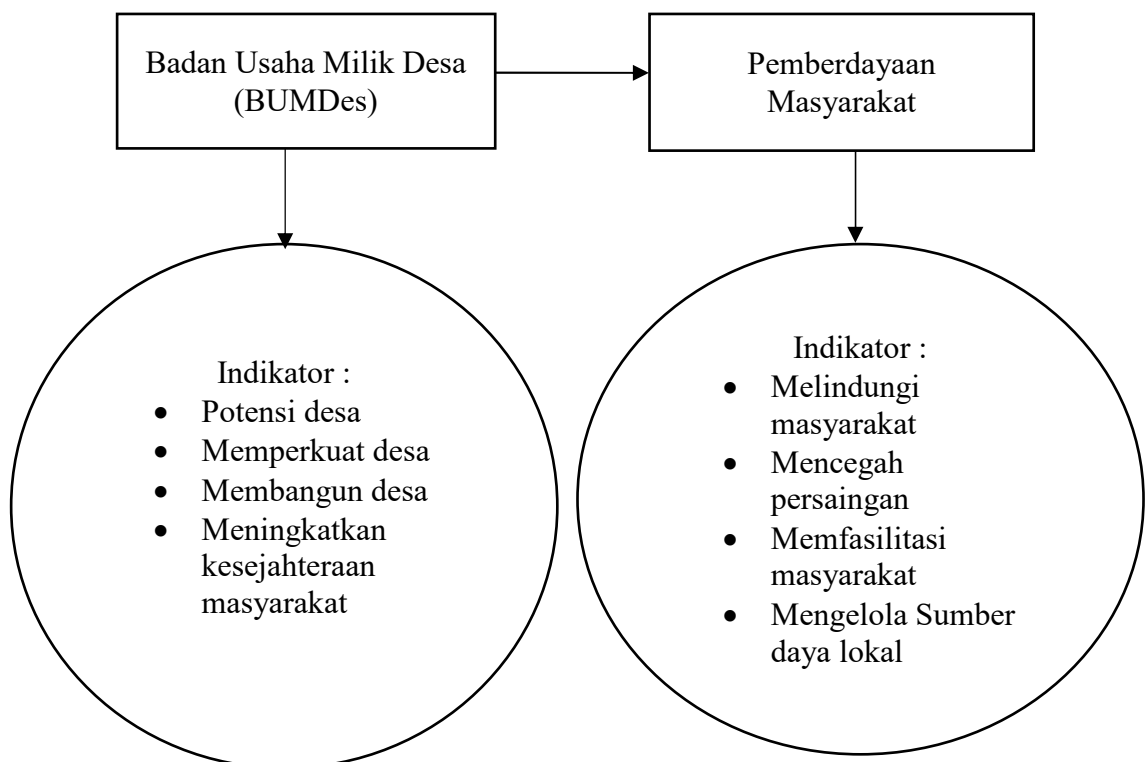 Badan Usaha Milik Desa
(BUMDes)
Pemberdayaan
Masyarakat
Indikator :
• Potensi desa
• Memperkuat desa
• Membangun desa
• Meningkatkan
kesejahteraan
masyarakat
Indikator :
• Melindungi
masyarakat
• Mencegah
persaingan
• Memfasilitasi
masyarakat
• Mengelola Sumber
daya lokal